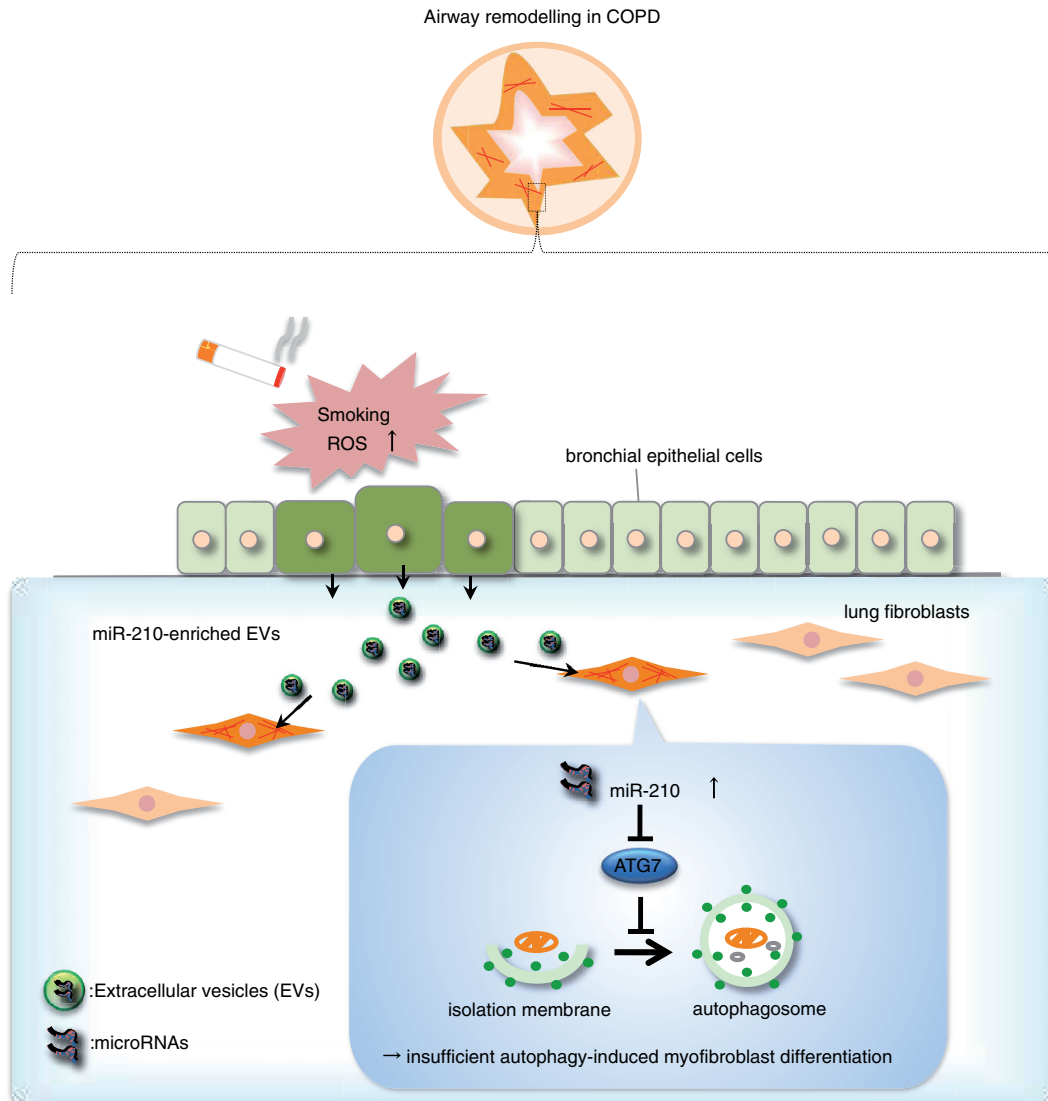 Airway remodelling in COPD
Smoking
ROS ↑
bronchial epithelial cells
miR-210-enriched EVs
lung fibroblasts
miR-210 ↑
ATG7
isolation membrane
autophagosome
→ insufficient autophagy-induced myofibroblast differentiation
:Extracellular vesicles (EVs)
:microRNAs